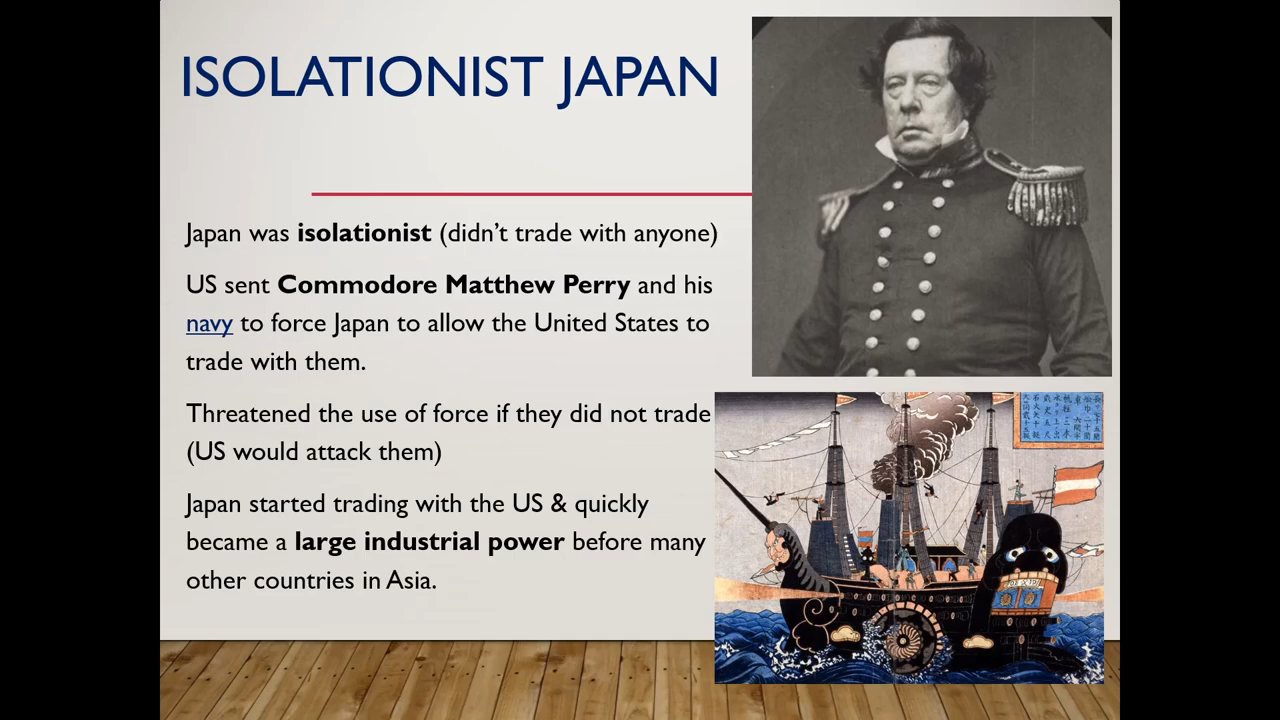 ISOLATIONIST JAPAN
Japan was isolationist (didn’t trade with anyone)
US sent Commodore Matthew Perry and his
navy to force Japan to allow the United States to
trade with them.
Threatened the use of force if they did not trade
(US would attack them)
Japan started trading with the US & quickly
became a large industrial power before many
other countries in Asia.